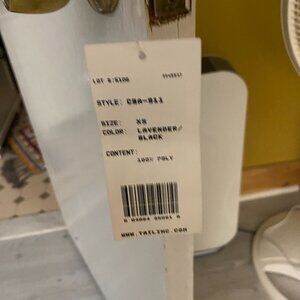 STYLE: CBA-811
SIZE: XS
COLOR: LAVENDER/
BLACK
CONTENT:
100% POLY
WWW.TAILINC.COM